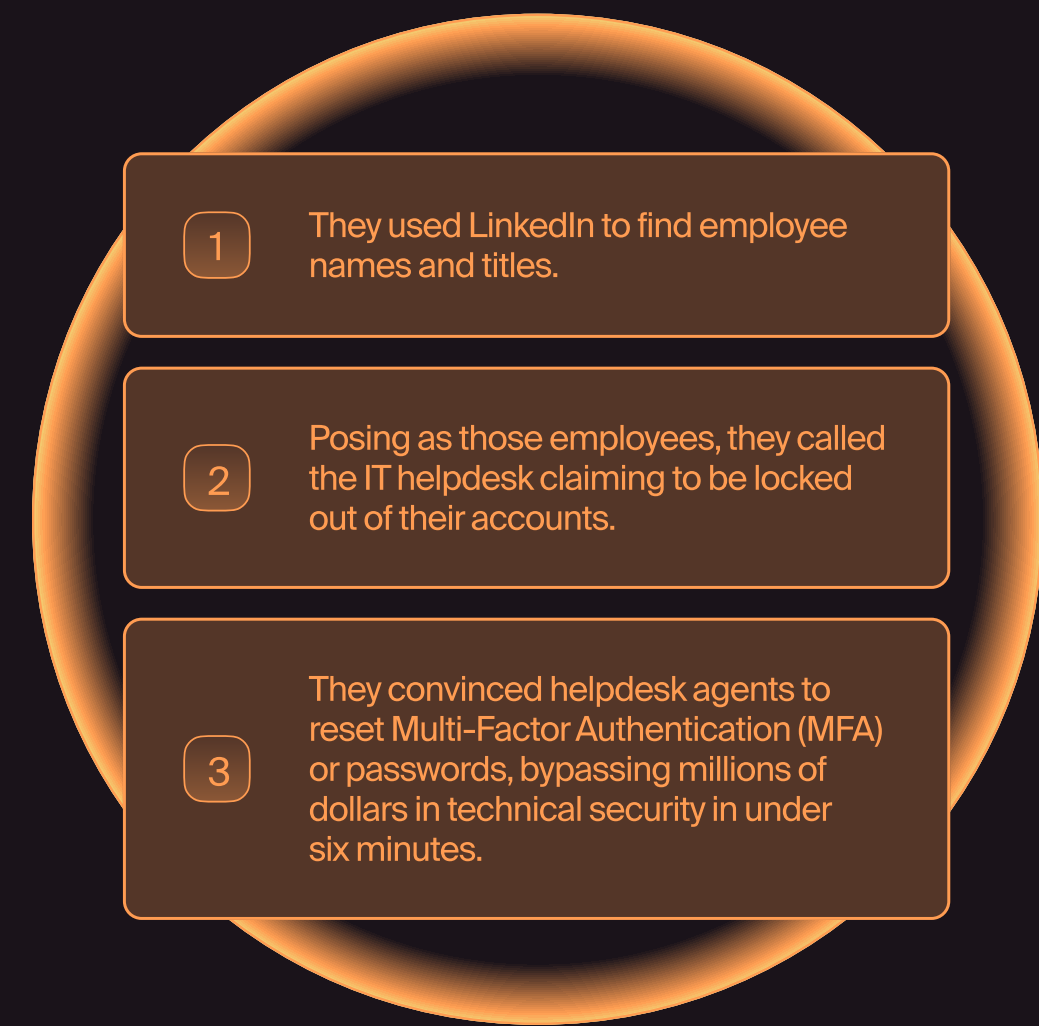 1
They used LinkedIn to find employee
names and titles.
2
Posing as those employees, they called
the IT helpdesk claiming to be locked
out of their accounts.
3
They convinced helpdesk agents to
reset Multi-Factor Authentication (MFA)
or passwords, bypassing millions of
dollars in technical security in under
six minutes.